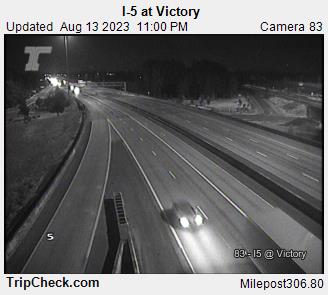 I-5 at Victory
Updated Aug 13 2023 11:00 PM Camera 83
T
S
83 - I5 @ Victory
TripCheck.com Milepost306.80